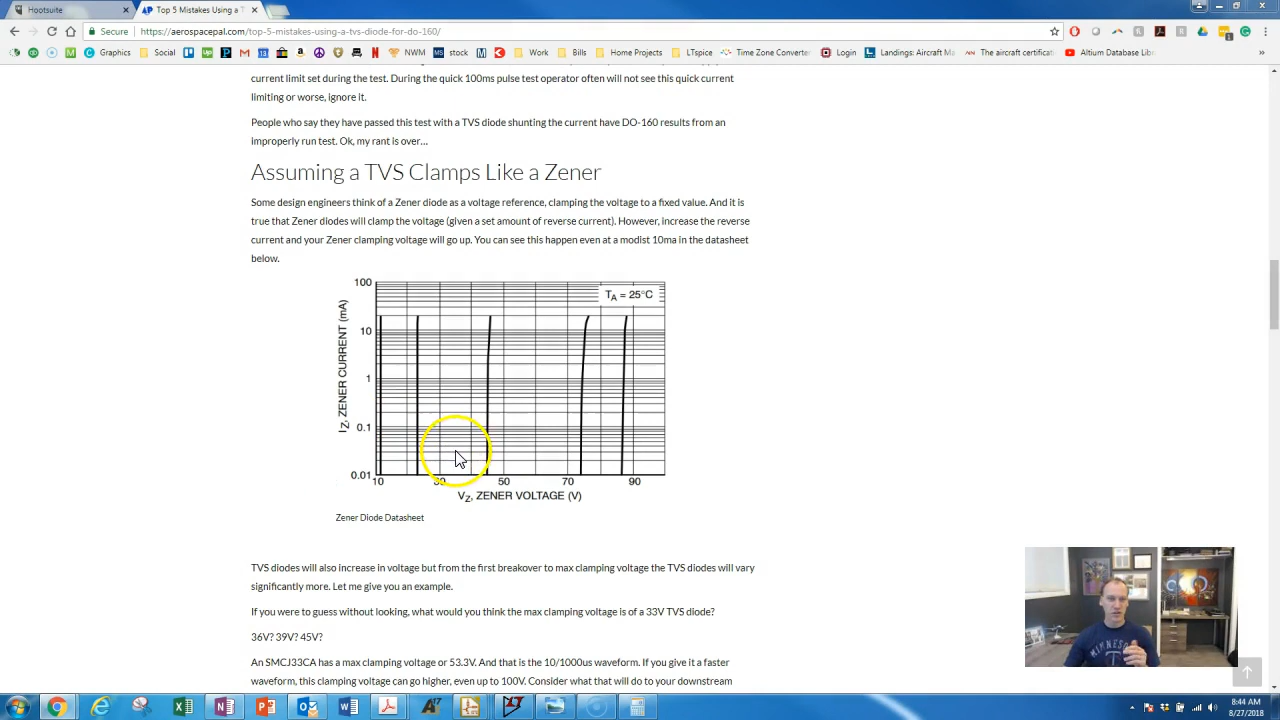 Hootsuite
Top 5 Mistakes Using a T
Secure
https://aerospacepal.com/top-5-mistakes-using-a-tvs-diode-for-do-160/
Graphics
Social
NWM
stock
Work
Bills
Home Projects
LTspice
Time Zone Converter
Login
Landings: Aircraft Ma
The aircraft certificat
Altium Database Libr
current limit set during the test. During the quick 100ms pulse test operator often will not see this quick current
limiting or worse, ignore it.
People who say they have passed this test with a TVS diode shunting the current have DO-160 results from an
improperly run test. Ok, my rant is over…
Assuming a TVS Clamps Like a Zener
Some design engineers think of a Zener diode as a voltage reference, clamping the voltage to a fixed value. And it is
true that Zener diodes will clamp the voltage (given a set amount of reverse current). However, increase the reverse
current and your Zener clamping voltage will go up. You can see this happen even at a modist 10ma in the datasheet
below.
100
TA = 25°C
10
1
0.1
0.01
IZ, ZENER CURRENT (mA)
10 30 50 70 90
VZ, ZENER VOLTAGE (V)
Zener Diode Datasheet
TVS diodes will also increase in voltage but from the first breakover to max clamping voltage the TVS diodes will vary
significantly more. Let me give you an example.
If you were to guess without looking, what would you think the max clamping voltage is of a 33V TVS diode?
36V? 39V? 45V?
An SMCJ33CA has a max clamping voltage or 53.3V. And that is the 10/1000us waveform. If you give it a faster
waveform, this clamping voltage can go higher, even up to 100V. Consider what that will do to your downstream
MINNESOTA
8:44 AM
8/27/2018